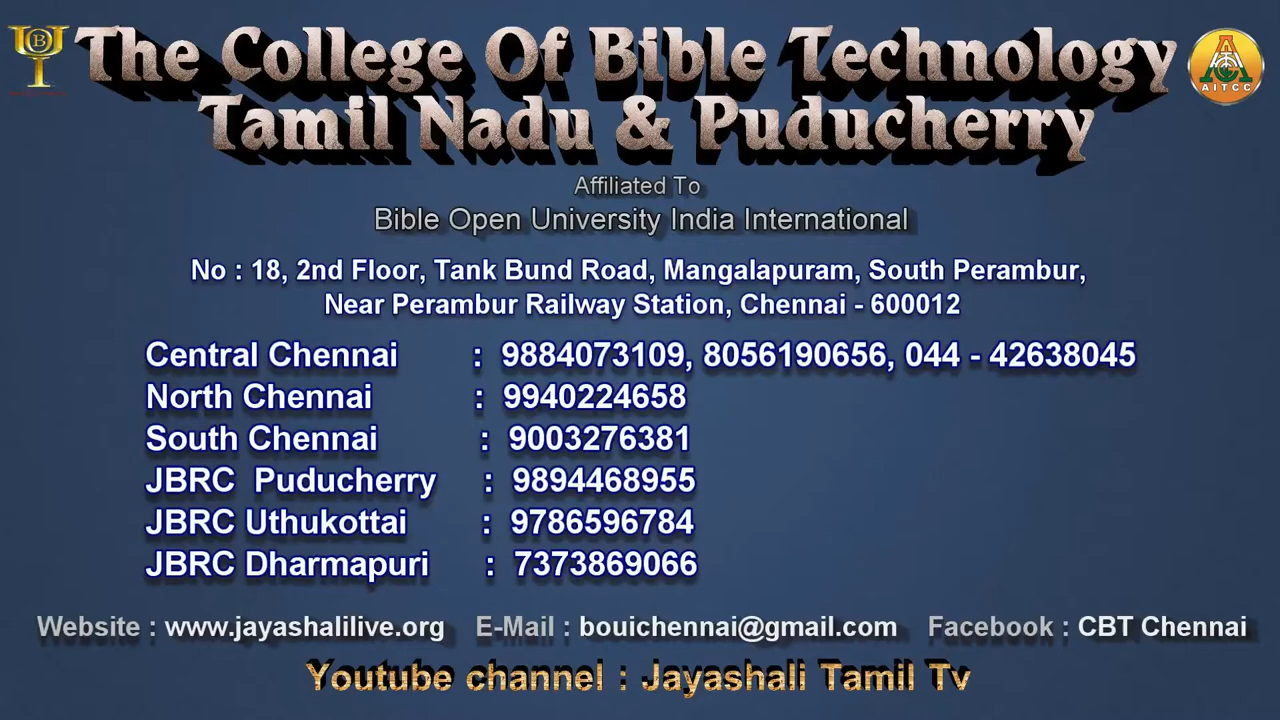 The College Of Bible Technology
Tamil Nadu & Puducherry
AITCC
Affiliated To
Bible Open University India International
No : 18, 2nd Floor, Tank Bund Road, Mangalapuram, South Perambur,
Near Perambur Railway Station, Chennai - 600012
Central Chennai : 9884073109, 8056190656, 044 - 42638045
North Chennai : 9940224658
South Chennai : 9003276381
JBRC Puducherry : 9894468955
JBRC Uthukottai : 9786596784
JBRC Dharmapuri : 7373869066
Website : www.jayashalilive.org E-Mail : bouichennai@gmail.com Facebook : CBT Chennai
Youtube channel : Jayashali Tamil Tv